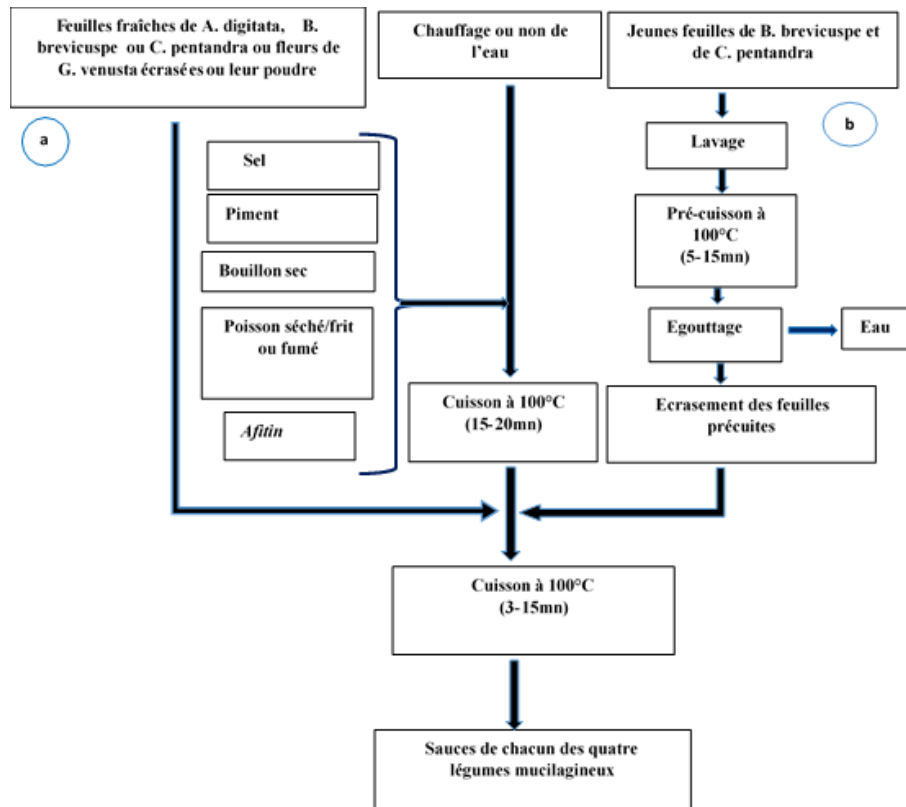 Feuilles fraîches de A. digitata, B.
brevicuspe ou C. pentandra ou fleurs de
G. venusta écrasées ou leur poudre
Chauffage ou non de
l'eau
Jeunes feuilles de B. brevicuspe et
de C. pentandra
a
b
Sel
Piment
Bouillon sec
Poisson séché/frit
ou fumé
Afitin
Lavage
Pré-cuisson à
100°C
(5-15mn)
Egouttage
Eau
Cuisson à 100°C
(15-20mn)
Ecrasement des feuilles
précuites
Cuisson à 100°C
(3-15mn)
Sauces de chacun des quatre
légumes mucilagineux